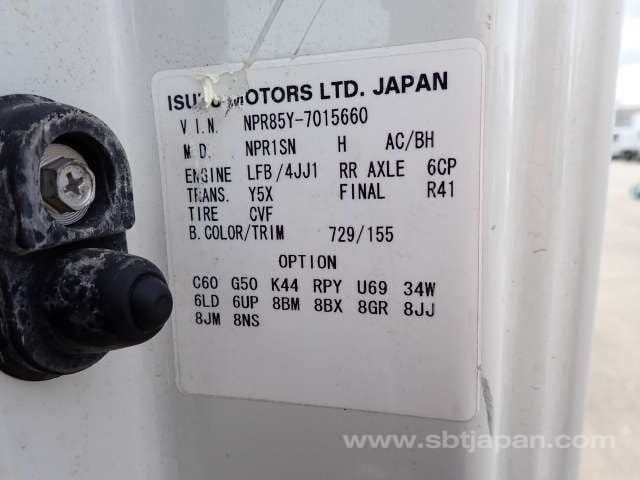 ISUZU MOTORS LTD. JAPAN
V.I.N. NPR85Y-7015660
M D. NPR1SN H AC/BH
ENGINE LFB/4JJ1 RR AXLE 6CP
TRANS. Y5X FINAL R41
TIRE CVF
B. COLOR/TRIM 729/155
OPTION
C60 G50 K44 RPY U69 34W
6LD 6UP 8BM 8BX 8GR 8JJ
8JM 8NS
www.sbtjapan.com